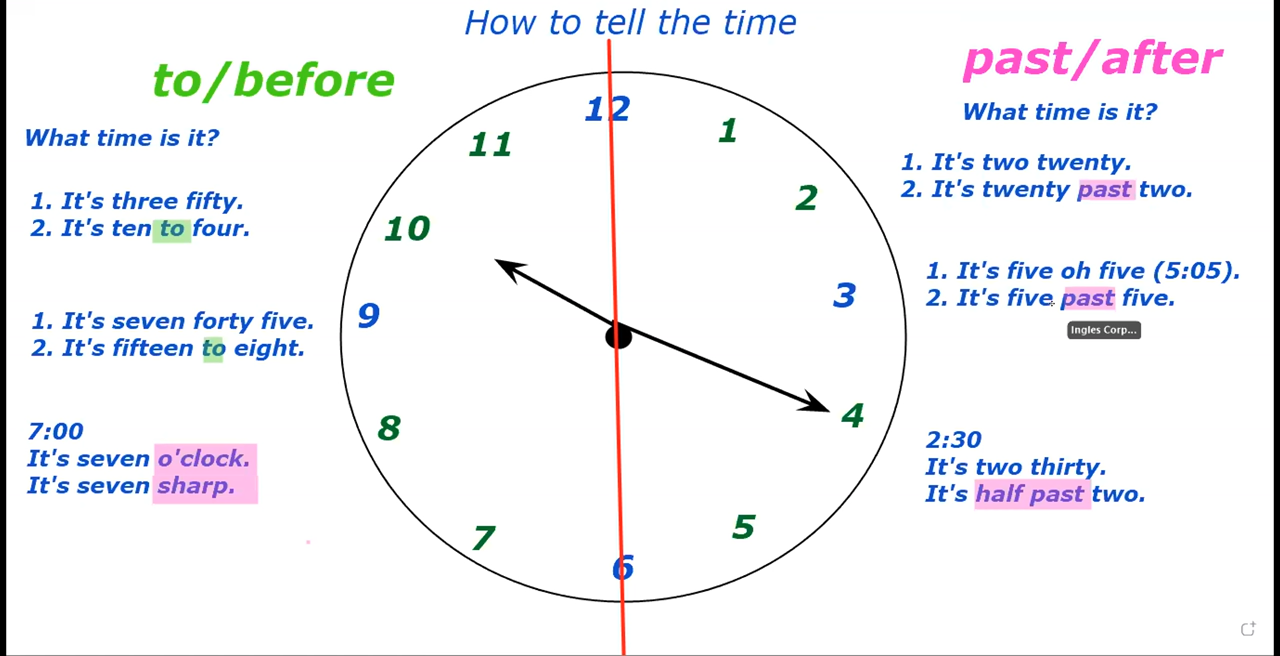 How to tell the time
to/before
What time is it?
1. It's three fifty.
2. It's ten to four.
1. It's seven forty five.
2. It's fifteen to eight.
7:00
It's seven o'clock.
It's seven sharp.
12
1
2
3
4
5
6
7
8
9
10
11
past/after
What time is it?
1. It's two twenty.
2. It's twenty past two.
1. It's five oh five (5:05).
2. It's five past five.
Ingles Corp...
2:30
It's two thirty.
It's half past two.